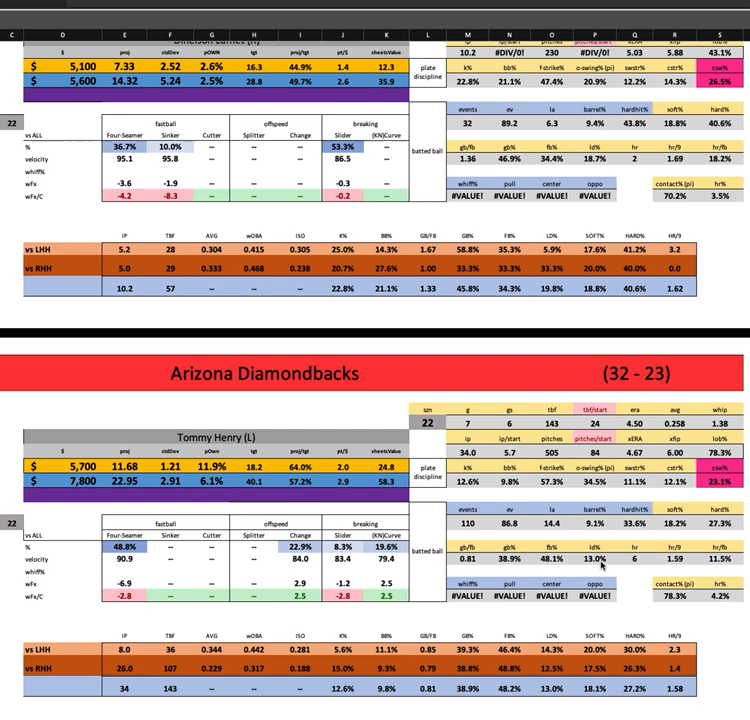 C D E F G H I J K L M N O P Q R S
Dinelson Lamet (R) ip ip/start pitches pitches/start xERA xfip lob%
$ proj stdDev pOWN tgt proj/tgt pt/$ sheetsValue 10.2 #DIV/0! 230 #DIV/0! 5.03 5.88 43.1%
$ 5,100 7.33 2.52 2.6% 16.3 44.9% 1.4 12.3 plate discipline k% bb% f-strike% o-swing% (pi) swstr% cstr% csw%
$ 5,600 14.32 5.24 2.5% 28.8 49.7% 2.6 35.9 22.8% 21.1% 47.4% 20.9% 12.2% 14.3% 26.5%
events ev la barrel% hardhit% soft% hard%
22 fastball offspeed breaking 32 89.2 6.3 9.4% 43.8% 18.8% 40.6%
vs ALL Four-Seamer Sinker Cutter Splitter Change Slider (KN)Curve
% 36.7% 10.0% -- -- -- 53.3% -- batted ball gb/fb gb% fb% ld% hr hr/9 hr/fb
velocity 95.1 95.8 -- -- -- 86.5 -- 1.36 46.9% 34.4% 18.7% 2 1.69 18.2%
whiff%
wFx -3.6 -1.9 -- -- -- -0.3 -- whiff% pull center oppo contact% (pi) hr%
wFx/C -4.2 -8.3 -- -- -- -0.2 -- #VALUE! #VALUE! #VALUE! #VALUE! 70.2% 3.5%
IP TBF AVG wOBA ISO K% BB% GB/FB GB% FB% LD% SOFT% HARD% HR/9
vs LHH 5.2 28 0.304 0.415 0.305 25.0% 14.3% 1.67 58.8% 35.3% 5.9% 17.6% 41.2% 3.2
vs RHH 5.0 29 0.333 0.468 0.238 20.7% 27.6% 1.00 33.3% 33.3% 33.3% 20.0% 40.0% 0.0
10.2 57 -- -- -- 22.8% 21.1% 1.33 45.8% 34.3% 19.8% 18.8% 40.6% 1.62
Arizona Diamondbacks (32 - 23)
szn g gs tbf tbf/start era avg whip
22 7 6 143 24 4.50 0.258 1.38
Tommy Henry (L) ip ip/start pitches pitches/start xERA xfip lob%
$ proj stdDev pOwn tgt proj/tgt pt/$ sheetsValue 34.0 5.7 505 84 4.67 6.00 78.3%
$ 5,700 11.68 1.21 11.9% 18.2 64.0% 2.0 24.8 plate discipline k% bb% f-strike% o-swing% (pi) swstr% cstr% csw%
$ 7,800 22.95 2.91 6.1% 40.1 57.2% 2.9 58.3 12.6% 9.8% 57.3% 34.5% 11.1% 12.1% 23.1%
events ev la barrel% hardhit% soft% hard%
22 fastball offspeed breaking 110 86.8 14.4 9.1% 33.6% 18.2% 27.3%
vs ALL Four-Seamer Sinker Cutter Splitter Change Slider (KN)Curve
% 48.8% -- -- -- 22.9% 8.3% 19.6% batted ball gb/fb gb% fb% ld% hr hr/9 hr/fb
velocity 90.9 -- -- -- 84.0 83.4 79.4 0.81 38.9% 48.1% 13.0% 6 1.59 11.5%
whiff%
wFx -6.9 -- -- -- 2.9 -1.2 2.5 whiff% pull center oppo contact% (pi) hr%
wFx/C -2.8 -- -- -- 2.5 -2.8 2.5 #VALUE! #VALUE! #VALUE! #VALUE! 78.3% 4.2%
IP TBF AVG wOBA ISO K% BB% GB/FB GB% FB% LD% SOFT% HARD% HR/9
vs LHH 8.0 36 0.344 0.442 0.281 5.6% 11.1% 0.85 39.3% 46.4% 14.3% 20.0% 30.0% 2.3
vs RHH 26.0 107 0.229 0.317 0.188 15.0% 9.3% 0.79 38.8% 48.8% 12.5% 17.5% 26.3% 1.4
34 143 -- -- -- 12.6% 9.8% 0.81 38.9% 48.2% 13.0% 18.1% 27.2% 1.58